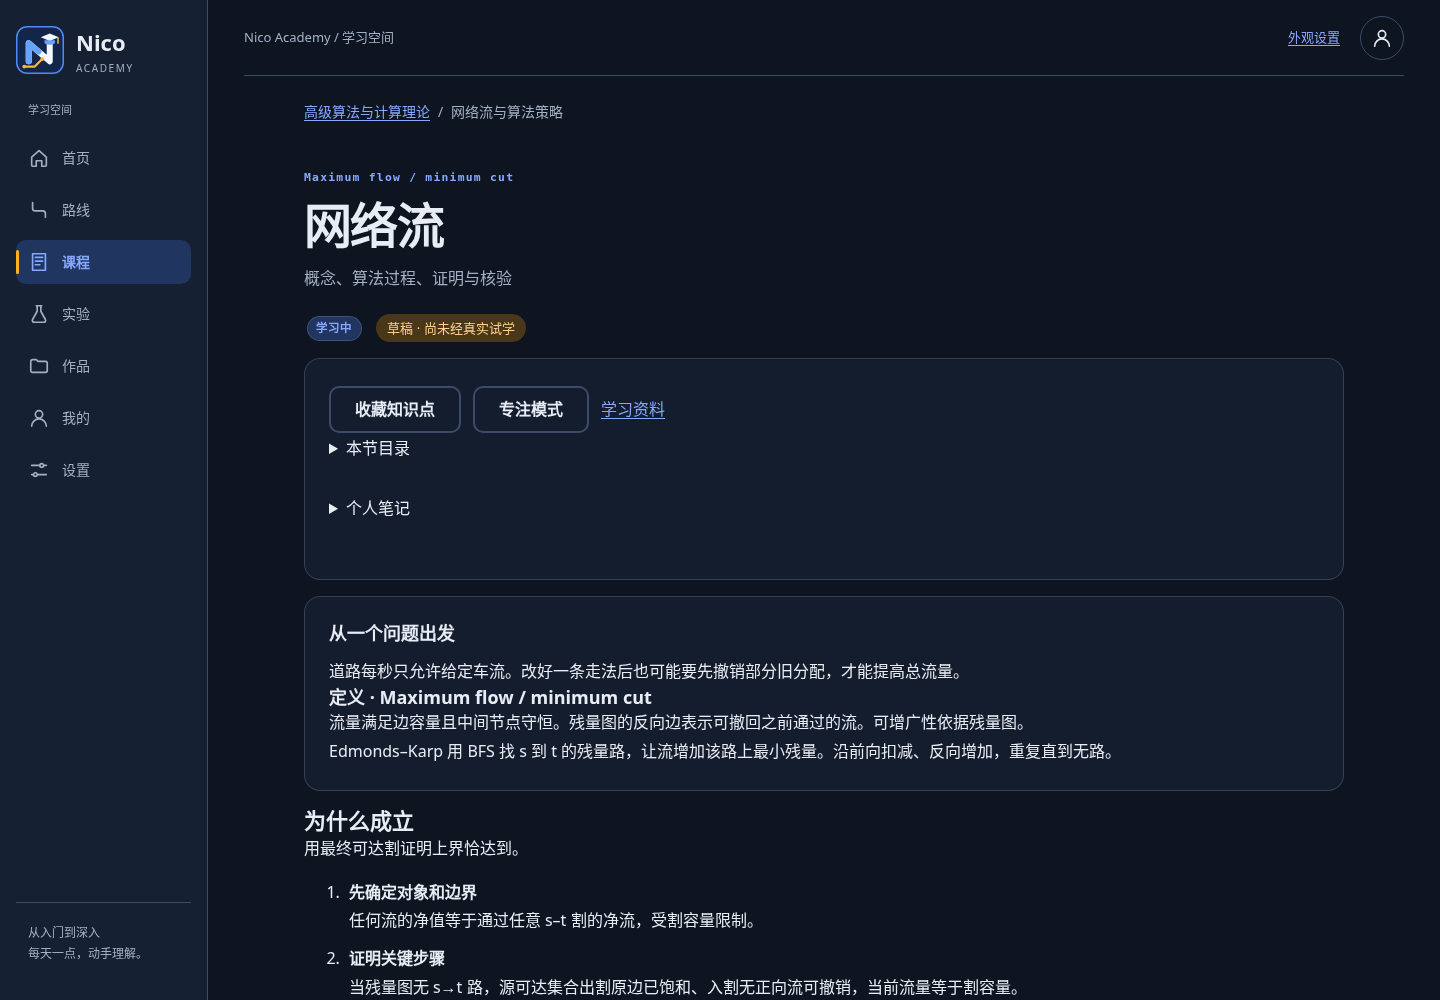 Nico
ACADEMY
学习空间
首页
路线
课程
实验
作品
我的
设置
从入门到深入
每天一点，动手理解。
Nico Academy / 学习空间
外观设置
高级算法与计算理论 / 网络流与算法策略
Maximum flow / minimum cut
网络流
概念、算法过程、证明与核验
学习中
草稿 · 尚未经真实试学
收藏知识点
专注模式
学习资料
本节目录
个人笔记
从一个问题出发
道路每秒只允许给定车流。改好一条走法后也可能要先撤销部分旧分配，才能提高总流量。
定义 · Maximum flow / minimum cut
流量满足边容量且中间节点守恒。残量图的反向边表示可撤回之前通过的流。可增广性依据残量图。
Edmonds–Karp 用 BFS 找 s 到 t 的残量路，让流增加该路上最小残量。沿前向扣减、反向增加，重复直到无路。
为什么成立
用最终可达割证明上界恰达到。
1. 先确定对象和边界
任何流的净值等于通过任意 s–t 割的净流，受割容量限制。
2. 证明关键步骤
当残量图无 s→t 路，源可达集合出割原边已饱和、入割无正向流可撤销，当前流量等于割容量。